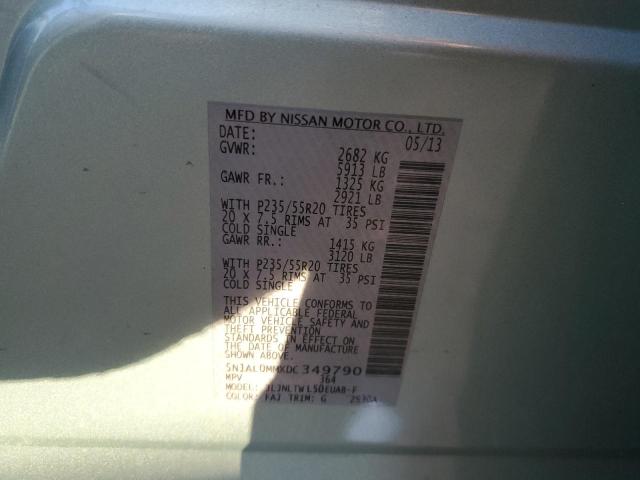 MFD BY NISSAN MOTOR CO., LTD.
DATE: 05/13
GVWR: 2682 KG
5913 LB
GAWR FR.: 1325 KG
2921 LB
WITH P235/55R20 TIRES
20 X 7.5 RIMS AT 35 PSI
COLD SINGLE
GAWR RR.: 1415 KG
3120 LB
WITH P235/55R20 TIRES
20 X 7.5 RIMS AT 35 PSI
COLD SINGLE
THIS VEHICLE CONFORMS TO
ALL APPLICABLE FEDERAL
MOTOR VEHICLE SAFETY AND
THEFT PREVENTION
STANDARDS IN EFFECT ON
THE DATE OF MANUFACTURE
SHOWN ABOVE.
5N1AL0MMXDC349790
MPV 364
MODEL:
COLOR: FAJ TRIM: G